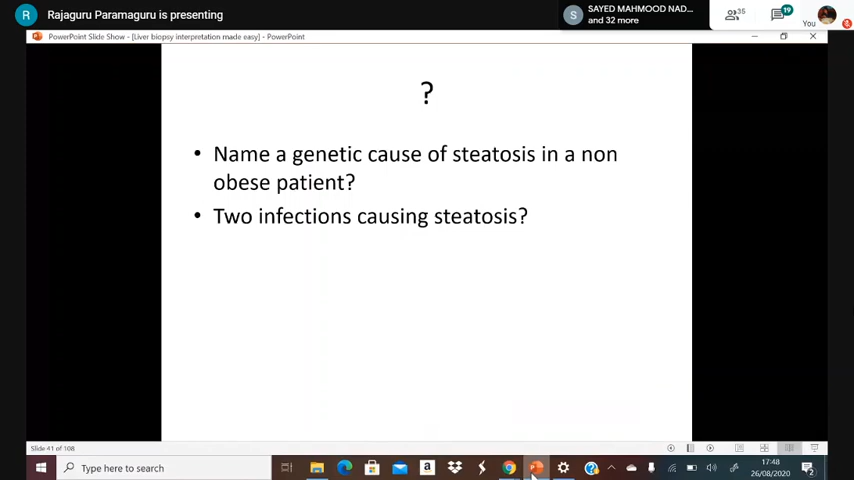 R Rajaguru Paramaguru is presenting
S SAYED MAHMOOD NAD...
and 32 more
35
19
You
PowerPoint Slide Show - [Liver biopsy interpretation made easy] - PowerPoint
?
• Name a genetic cause of steatosis in a non
obese patient?
• Two infections causing steatosis?
Slide 41 of 108
Type here to search
17:48
26/08/2020
2